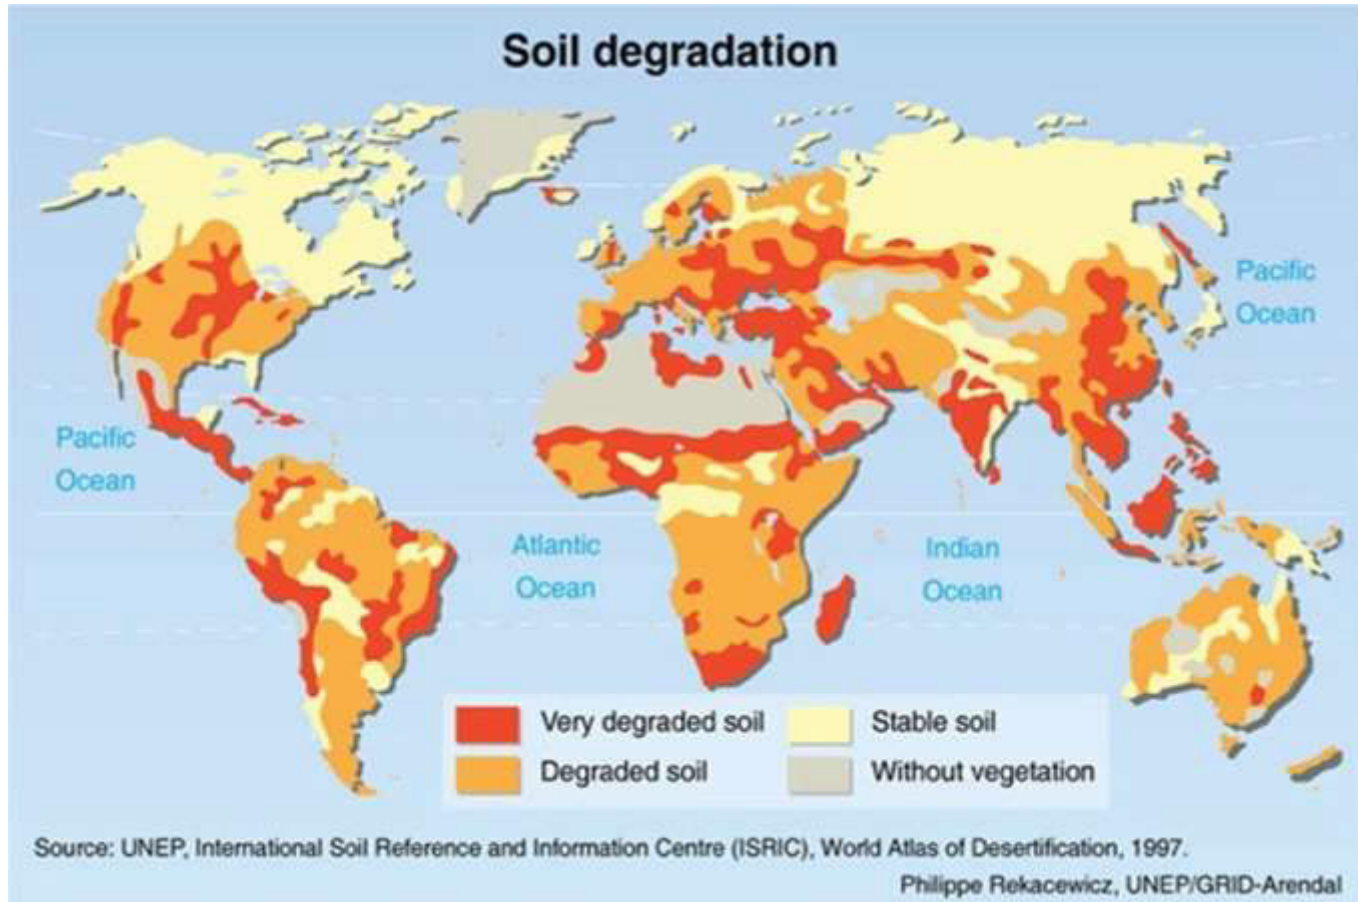 Soil degradation
Pacific
Ocean
Pacific
Ocean
Atlantic
Ocean
Indian
Ocean
Very degraded soil
Stable soil
Degraded soil
Without vegetation
Source: UNEP, International Soil Reference and Information Centre (ISRIC), World Atlas of Desertification, 1997.
Philippe Rekacewicz, UNEP/GRID-Arendal